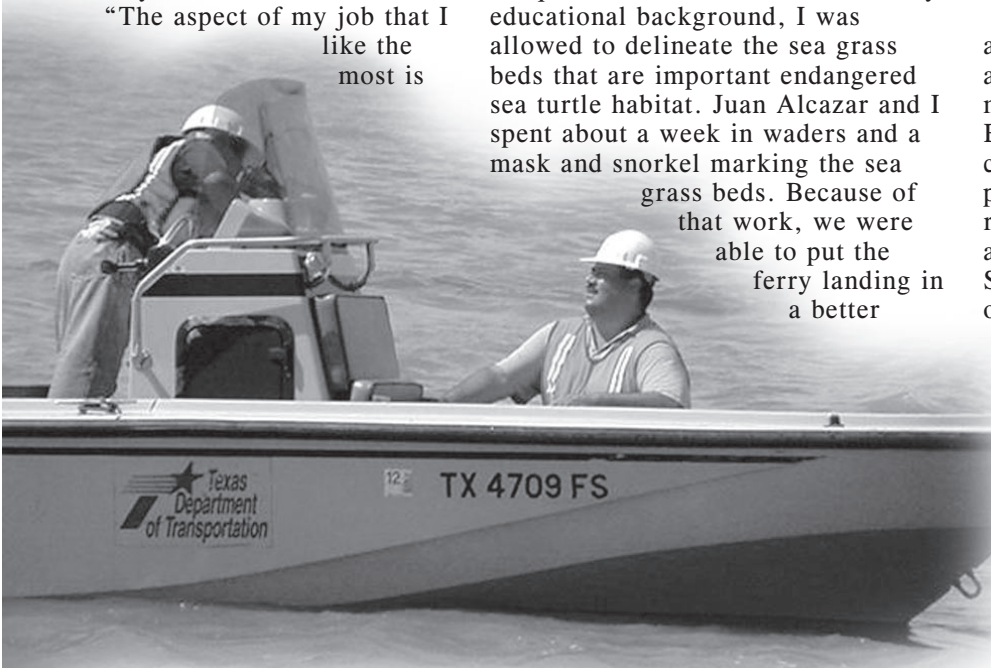 “The aspect of my job that I
like the
most is
educational background, I was
allowed to delineate the sea grass
beds that are important endangered
sea turtle habitat. Juan Alcazar and I
spent about a week in waders and a
mask and snorkel marking the sea
grass beds. Because of
that work, we were
able to put the
ferry landing in
a better
Texas
Department
of Transportation
12
TX 4709 FS